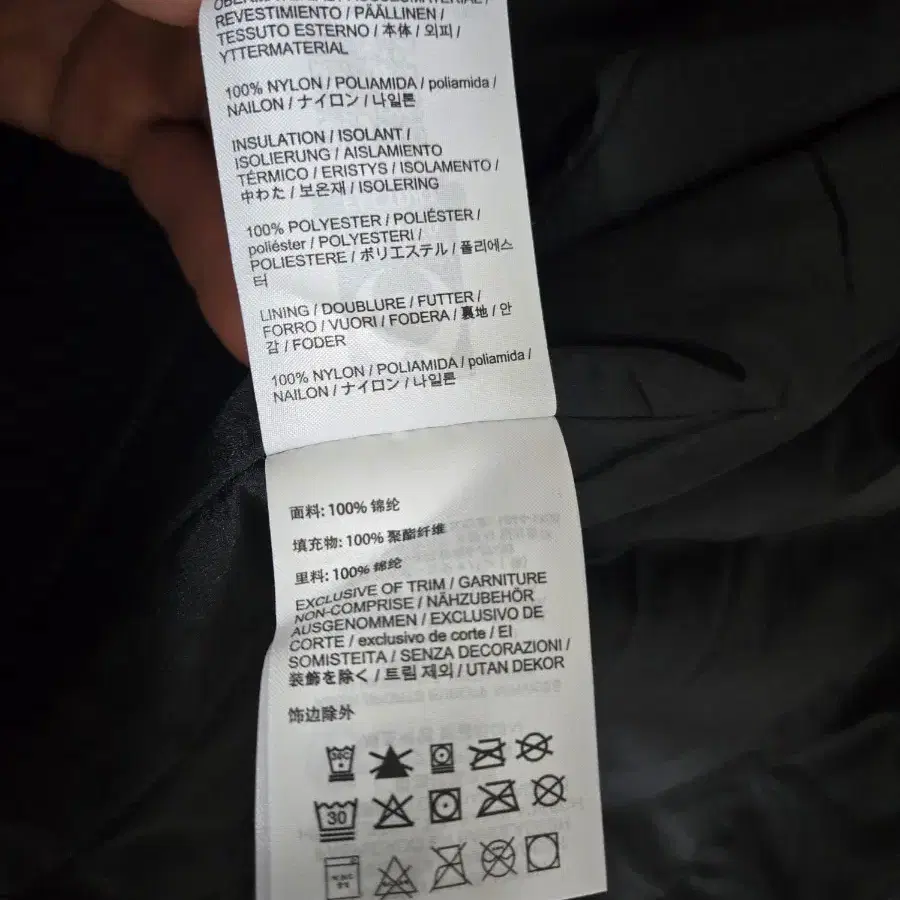 REVESTIMIENTO / PÄÄLLINEN /
TESSUTO ESTERNO / 本体 / 외피 /
YTTERMATERIAL
100% NYLON / POLIAMIDA / poliamida /
NAILON / ナイロン / 나일론
INSULATION / ISOLANT /
ISOLIERUNG / AISLAMIENTO
TÉRMICO / ERISTYS / ISOLAMENTO /
中わた / 보온재 / ISOLERING
100% POLYESTER / POLIÉSTER /
poliéster / POLYESTERI /
POLIESTERE / ポリエステル / 폴리에스
터
LINING / DOUBLURE / FUTTER /
FORRO / VUORI / FODERA / 裏地 / 안
감 / FODER
100% NYLON / POLIAMIDA / poliamida /
NAILON / ナイロン / 나일론
面料: 100% 锦纶
填充物: 100% 聚酯纤维
里料: 100% 锦纶
EXCLUSIVE OF TRIM / GARNITURE
NON-COMPRISE / NÄHZUBEHÖR
AUSGENOMMEN / EXCLUSIVO DE
CORTE / exclusivo de corte / EI
SOMISTEITA / SENZA DECORAZIONI /
装飾を除く / 트림 제외 / UTAN DEKOR
饰边除外
30